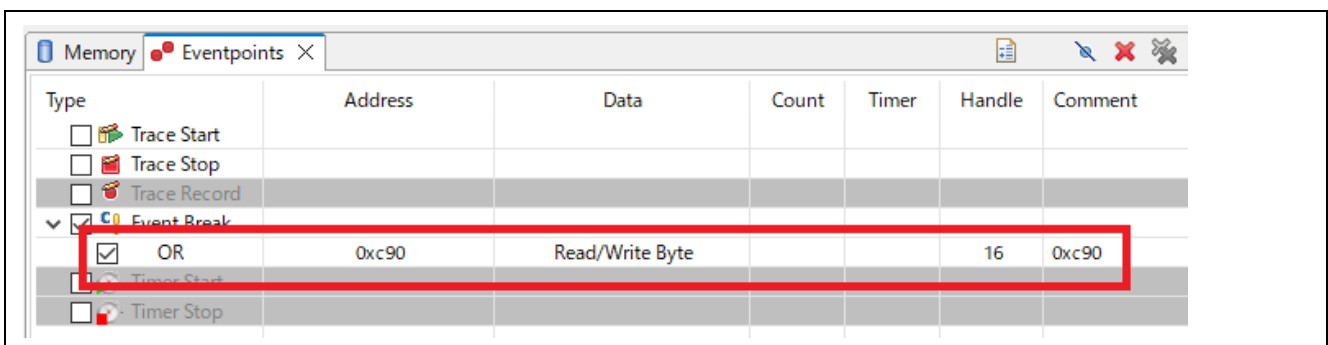 Memory Eventpoints
Type Address Data Count Timer Handle Comment
Trace Start
Trace Stop
Trace Record
Event Break
OR 0xc90 Read/Write Byte 16 0xc90
Timer Start
Timer Stop